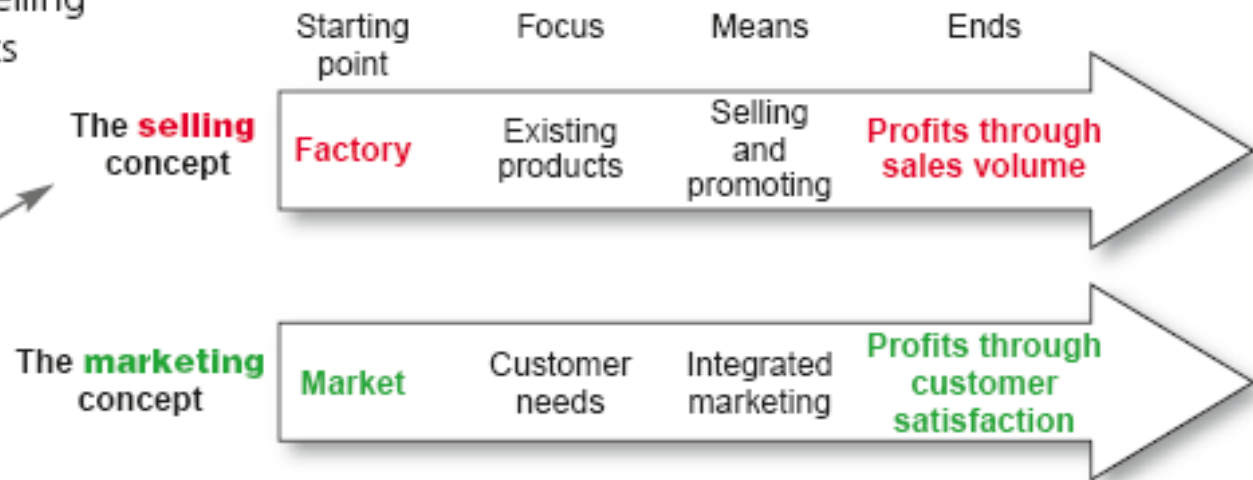 Starting Focus Means Ends
point
The selling
concept
Factory
Existing
products
Selling
and
promoting
Profits through
sales volume
The marketing
concept
Market
Customer
needs
Integrated
marketing
Profits through
customer
satisfaction